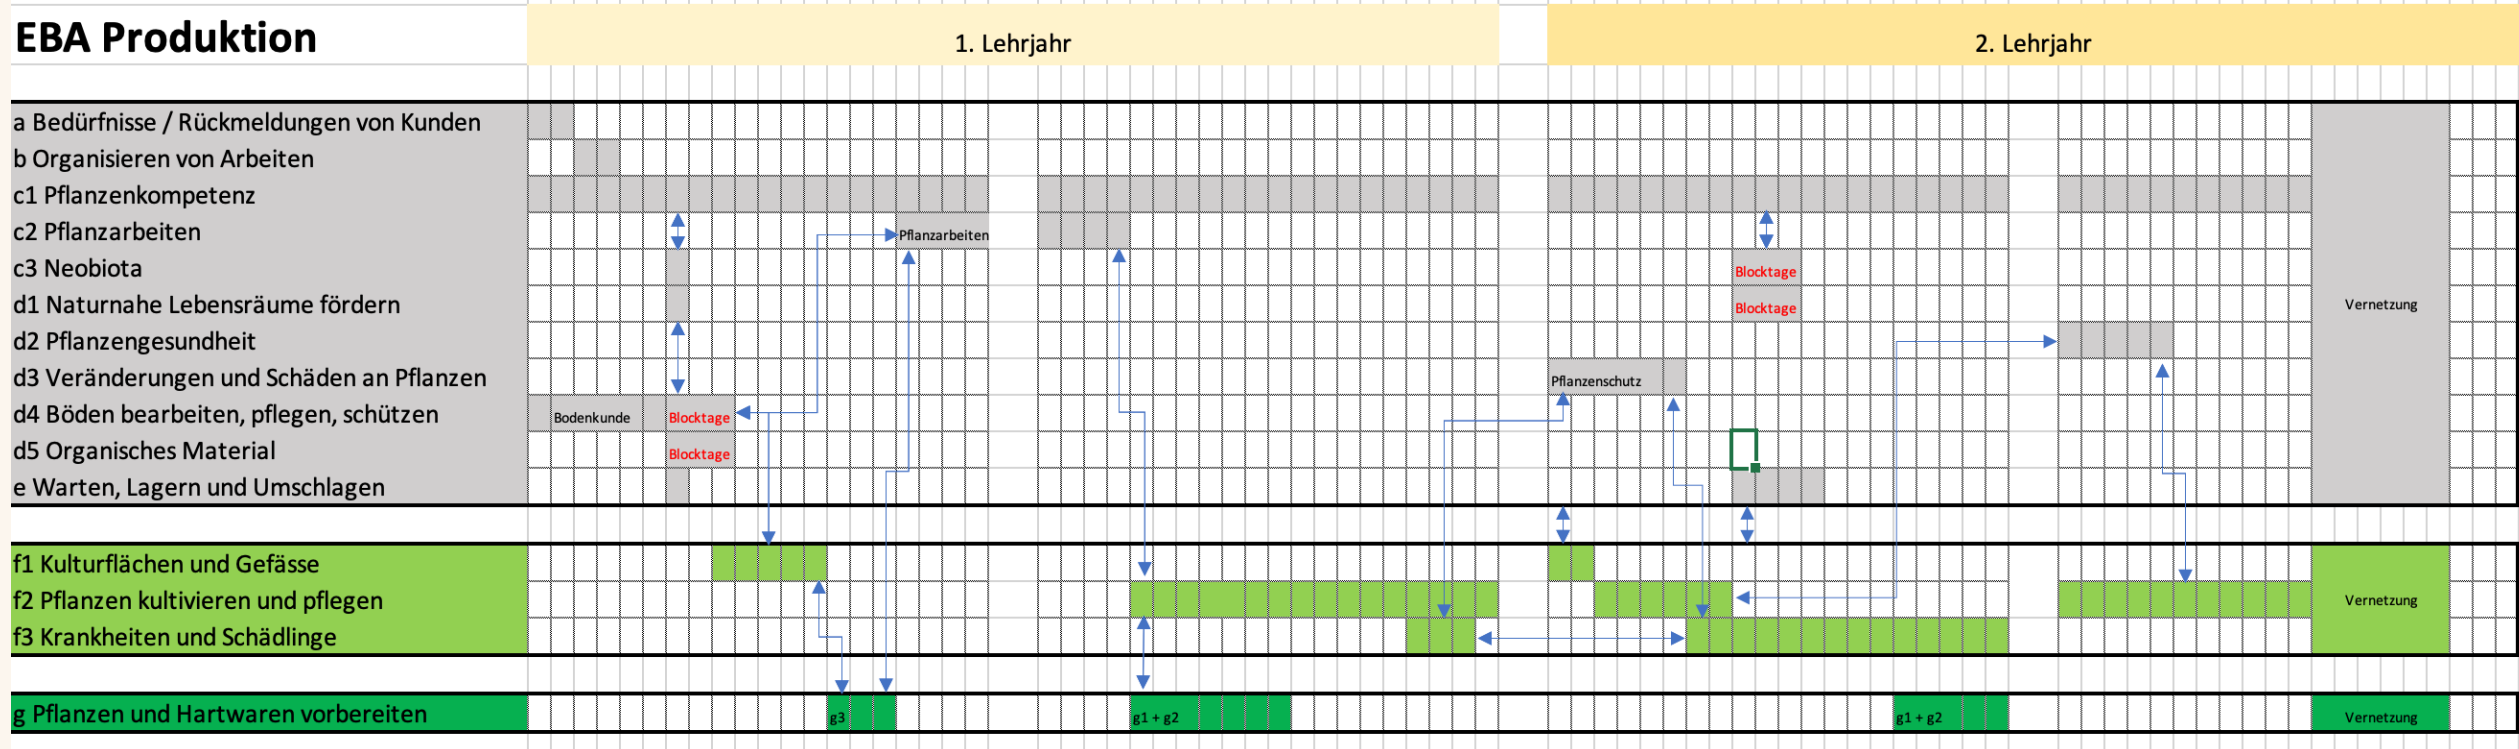 EBA Produktion
1. Lehrjahr
2. Lehrjahr
a Bedürfnisse / Rückmeldungen von Kunden
b Organisieren von Arbeiten
c1 Pflanzenkompetenz
c2 Pflanzarbeiten
Pflanzarbeiten
c3 Neobiota
Blocktage
d1 Naturnahe Lebensräume fördern
Blocktage
Vernetzung
d2 Pflanzengesundheit
d3 Veränderungen und Schäden an Pflanzen
Pflanzenschutz
d4 Böden bearbeiten, pflegen, schützen
Bodenkunde
Blocktage
d5 Organisches Material
Blocktage
e Warten, Lagern und Umschlagen
f1 Kulturflächen und Gefässe
f2 Pflanzen kultivieren und pflegen
Vernetzung
f3 Krankheiten und Schädlinge
g Pflanzen und Hartwaren vorbereiten
g3
g1 + g2
g1 + g2
Vernetzung